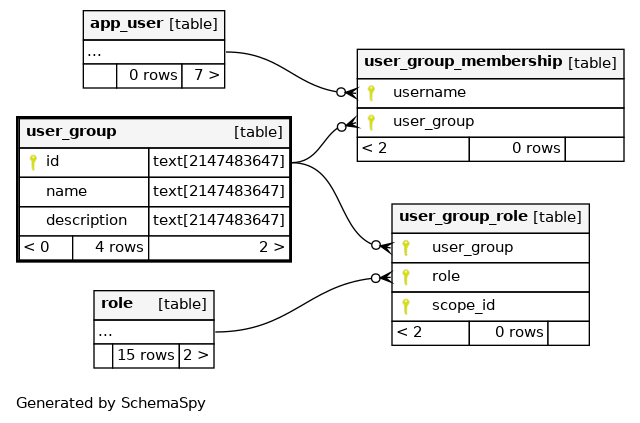 app_user [table]
...
0 rows 7 >
user_group_membership [table]
username
user_group
< 2 0 rows
user_group [table]
id text[2147483647]
name text[2147483647]
description text[2147483647]
< 0 4 rows 2 >
user_group_role [table]
user_group
role
scope_id
< 2 0 rows
role [table]
...
15 rows 2 >
Generated by SchemaSpy